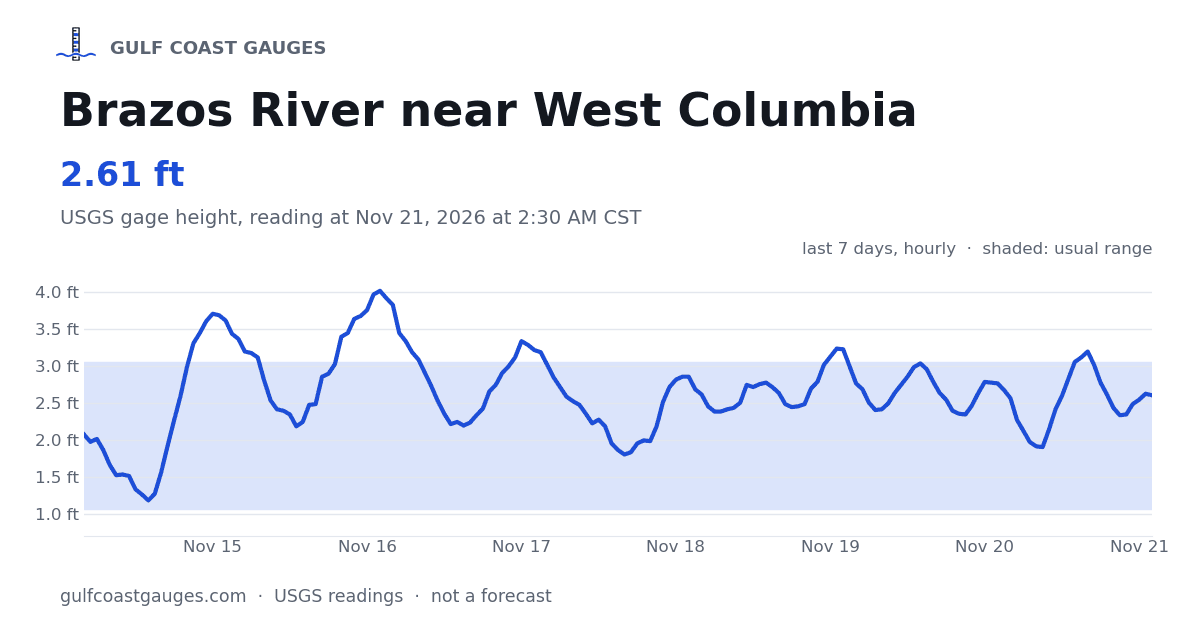 GULF COAST GAUGES
Brazos River near West Columbia
2.61 ft
USGS gage height, reading at Nov 21, 2026 at 2:30 AM CST
last 7 days, hourly · shaded: usual range
4.0 ft
3.5 ft
3.0 ft
2.5 ft
2.0 ft
1.5 ft
1.0 ft
Nov 15 Nov 16 Nov 17 Nov 18 Nov 19 Nov 20 Nov 21
gulfcoastgauges.com · USGS readings · not a forecast